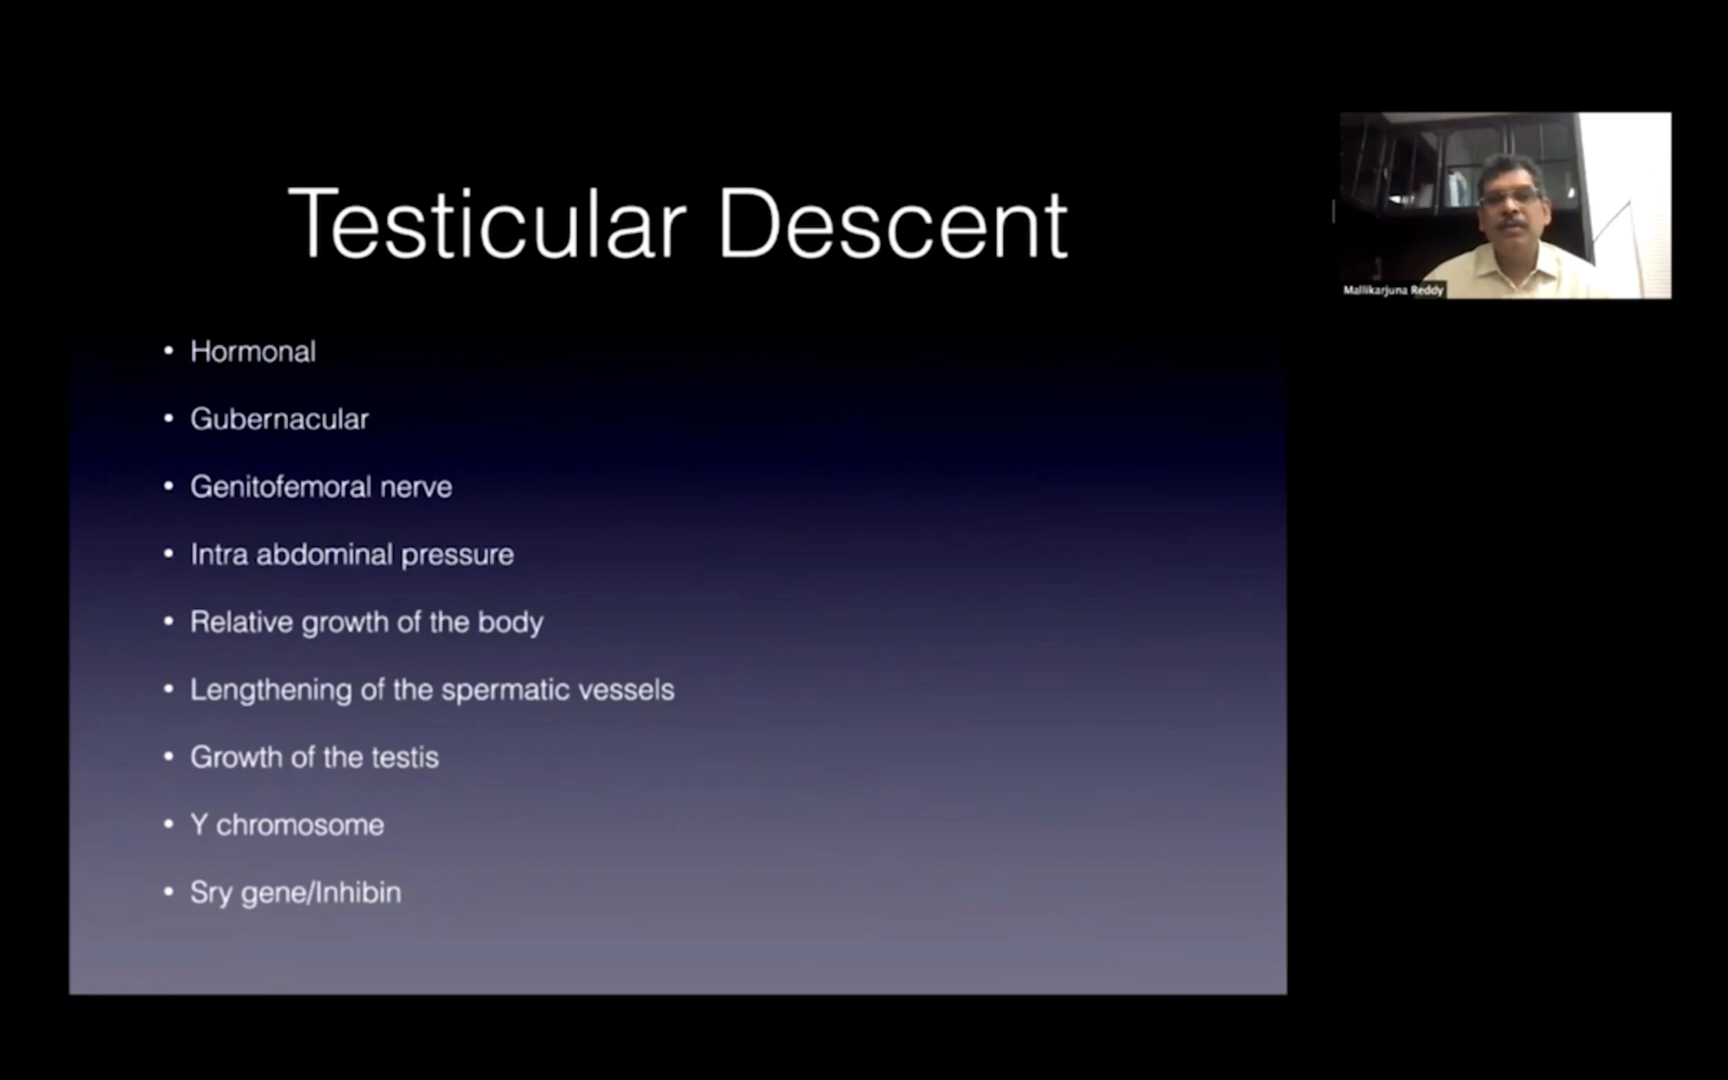 Testicular Descent
• Hormonal
• Gubernacular
• Genitofemoral nerve
• Intra abdominal pressure
• Relative growth of the body
• Lengthening of the spermatic vessels
• Growth of the testis
• Y chromosome
• Sry gene/Inhibin
Mallikarjuna Reddy